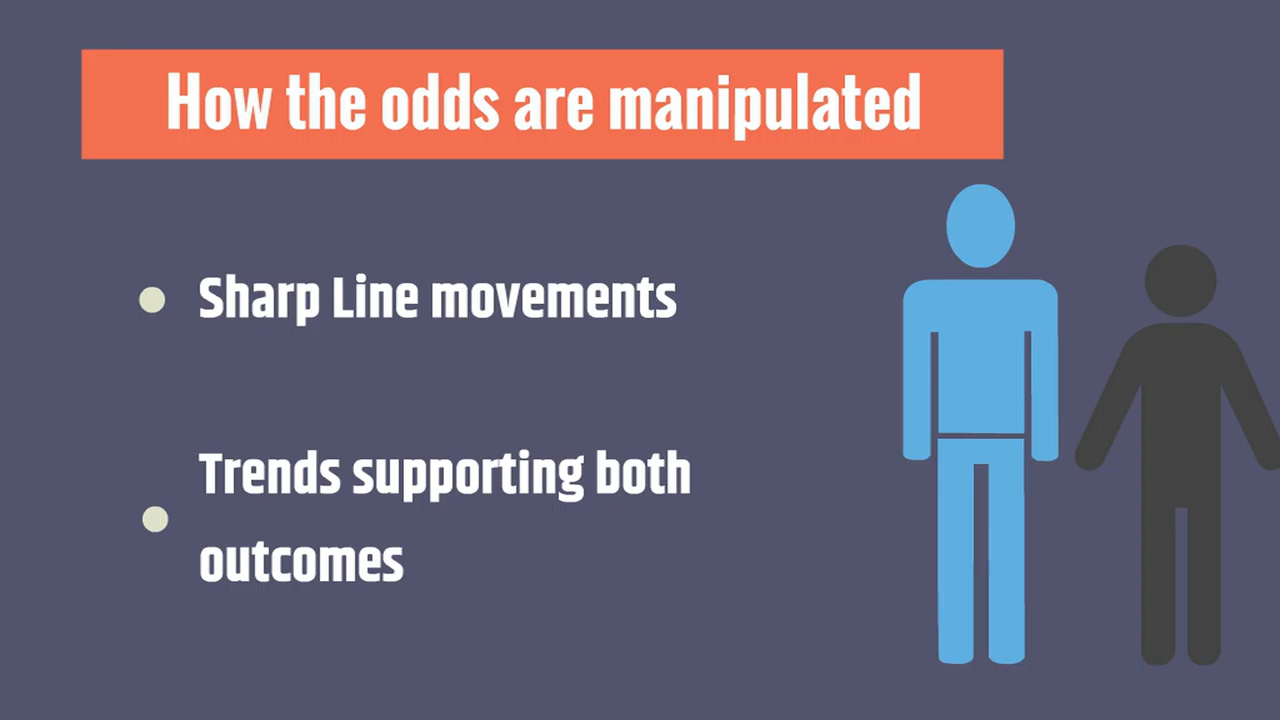 How the odds are manipulated
Sharp Line movements
Trends supporting both
outcomes